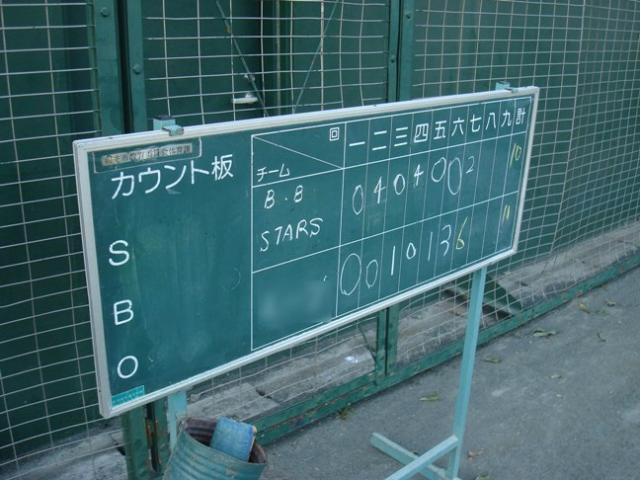 カウント板
回 一 二 三 四 五 六 七 八 九 計
チーム
B.B STARS 0 4 0 4 0 0 2 10
0 0 1 0 1 3 6 11
S
B
O